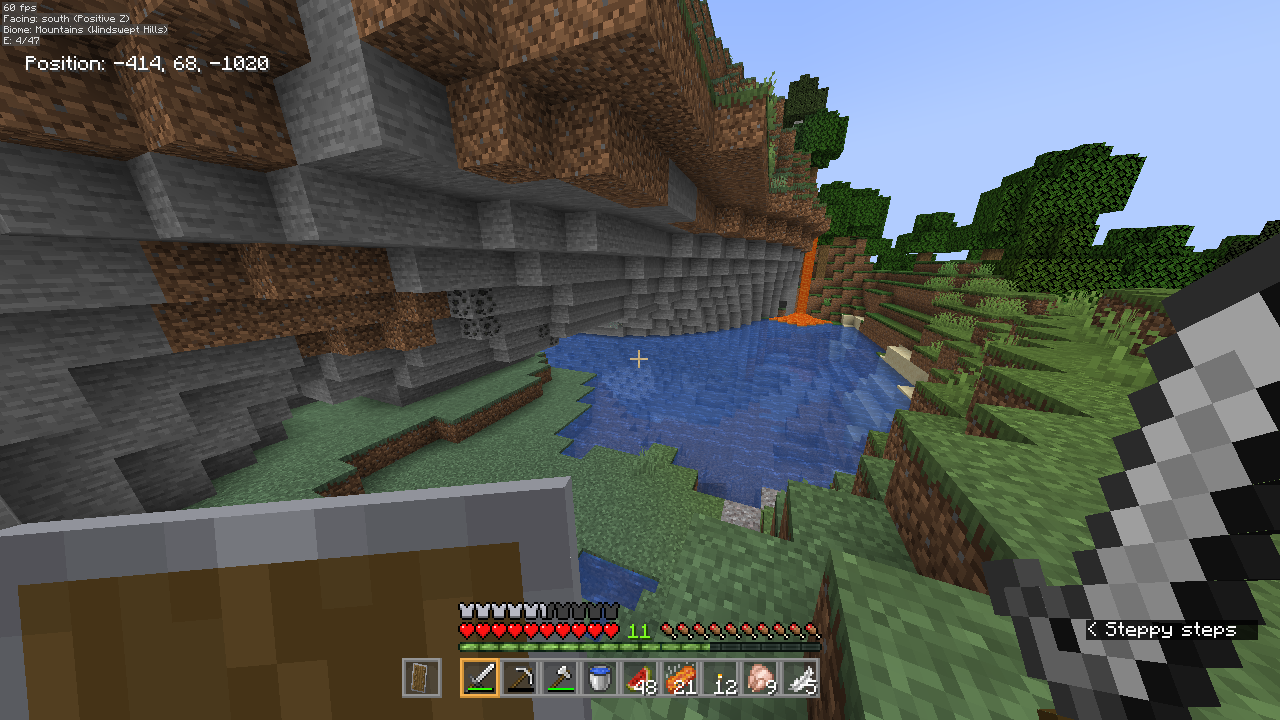 60 fps
Facing: south (Positive Z)
Biome: Mountains (Windswept Hills)
E: 4/47
Position: -414, 68, -1020
11
< Steppy steps
48
21
12
9
5